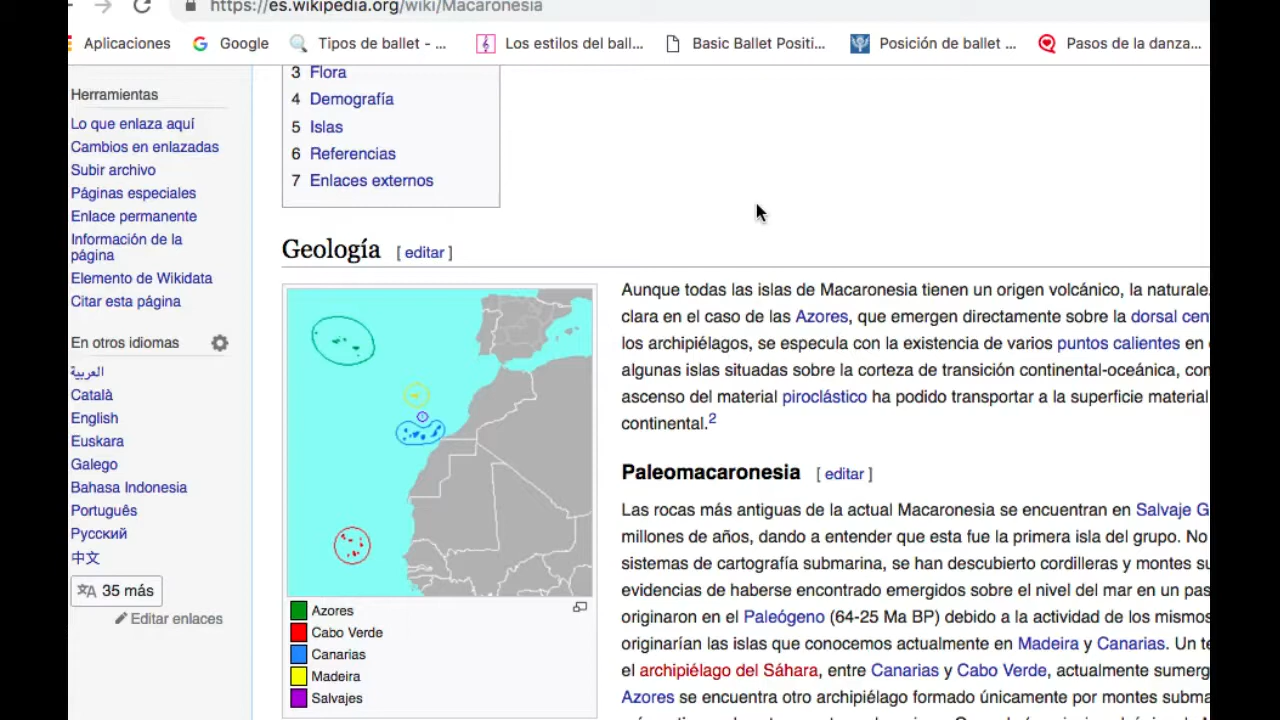 https://es.wikipedia.org/wiki/Macaronesia
Aplicaciones Google Tipos de ballet - ... Los estilos del ball... Basic Ballet Positi... Posición de ballet ... Pasos de la danza...
Herramientas
Lo que enlaza aquí
Cambios en enlazadas
Subir archivo
Páginas especiales
Enlace permanente
Información de la
página
Elemento de Wikidata
Citar esta página
En otros idiomas
العربية
Català
English
Euskara
Galego
Bahasa Indonesia
Português
Русский
中文
35 más
Editar enlaces
3 Flora
4 Demografía
5 Islas
6 Referencias
7 Enlaces externos
Geología [ editar ]
Azores
Cabo Verde
Canarias
Madeira
Salvajes
Aunque todas las islas de Macaronesia tienen un origen volcánico, la naturale
clara en el caso de las Azores, que emergen directamente sobre la dorsal cen
los archipiélagos, se especula con la existencia de varios puntos calientes en
algunas islas situadas sobre la corteza de transición continental-oceánica, con
ascenso del material piroclástico ha podido transportar a la superficie material
continental.2
Paleomacaronesia [ editar ]
Las rocas más antiguas de la actual Macaronesia se encuentran en Salvaje G
millones de años, dando a entender que esta fue la primera isla del grupo. No
sistemas de cartografía submarina, se han descubierto cordilleras y montes su
evidencias de haberse encontrado emergidos sobre el nivel del mar en un pas
originaron en el Paleógeno (64-25 Ma BP) debido a la actividad de los mismos
originarían las islas que conocemos actualmente en Madeira y Canarias. Un te
el archipiélago del Sáhara, entre Canarias y Cabo Verde, actualmente sumerg
Azores se encuentra otro archipiélago formado únicamente por montes subma